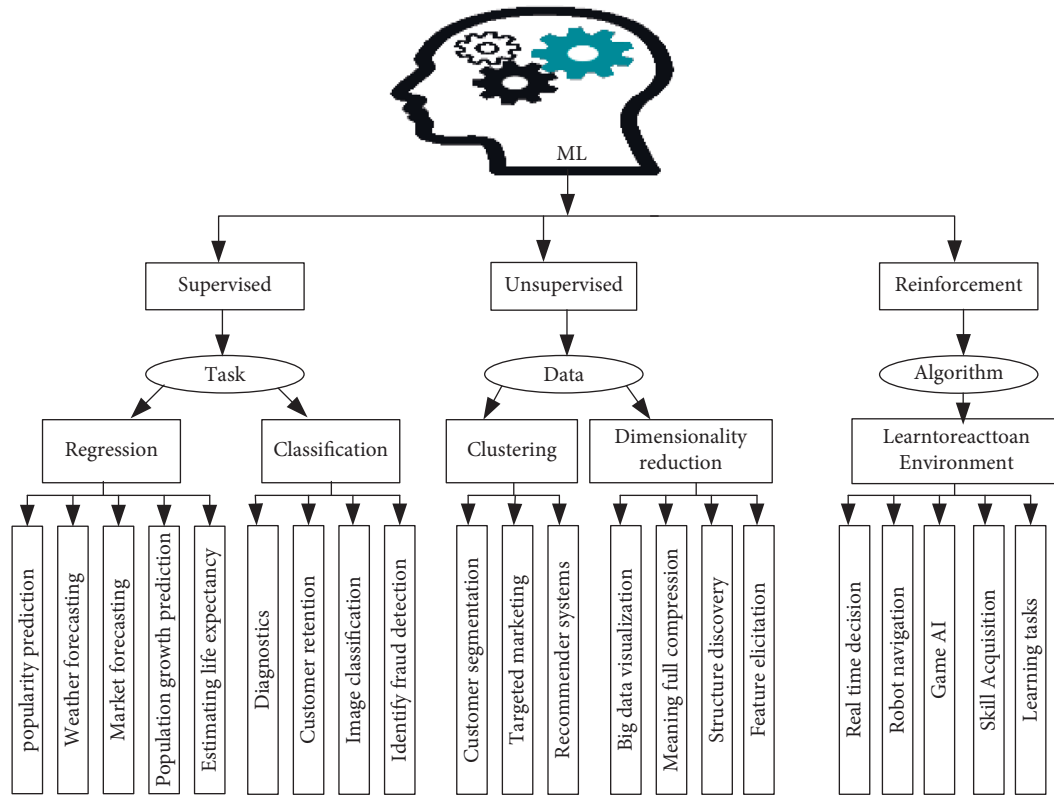 ML
Supervised
Unsupervised
Reinforcement
Task
Data
Algorithm
Regression
Classification
Clustering
Dimensionality
reduction
Learntoreacttoan
Environment
popularity prediction
Weather forecasting
Market forecasting
Population growth prediction
Estimating life expectancy
Diagnostics
Customer retention
Image classification
Identify fraud detection
Customer segmentation
Targeted marketing
Recommender systems
Big data visualization
Meaning full compression
Structure discovery
Feature elicitation
Real time decision
Robot navigation
Game AI
Skill Acquisition
Learning tasks